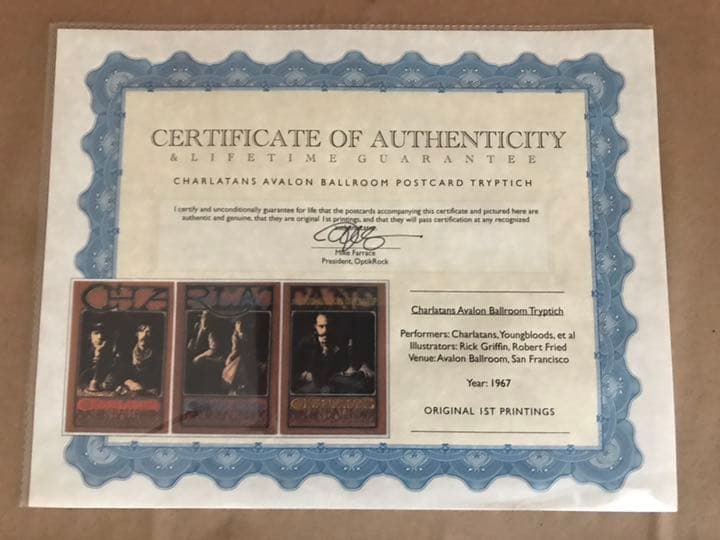 CERTIFICATE OF AUTHENTICITY
& LIFETIME GUARANTEE
CHARLATANS AVALON BALLROOM POSTCARD TRYPTICH
I certify and unconditionally guarantee for life that the postcards accompanying this certificate and pictured here are
authentic and genuine, that they are original 1st printings, and that they will pass certification at any recognized
Mike Farrace
President, OptikRock
CHA RLA TANS
Charlatans Avalon Ballroom Tryptich
Performers: Charlatans, Youngbloods, et al
Illustrators: Rick Griffin, Robert Fried
Venue: Avalon Ballroom, San Francisco
Year: 1967
ORIGINAL 1ST PRINTINGS